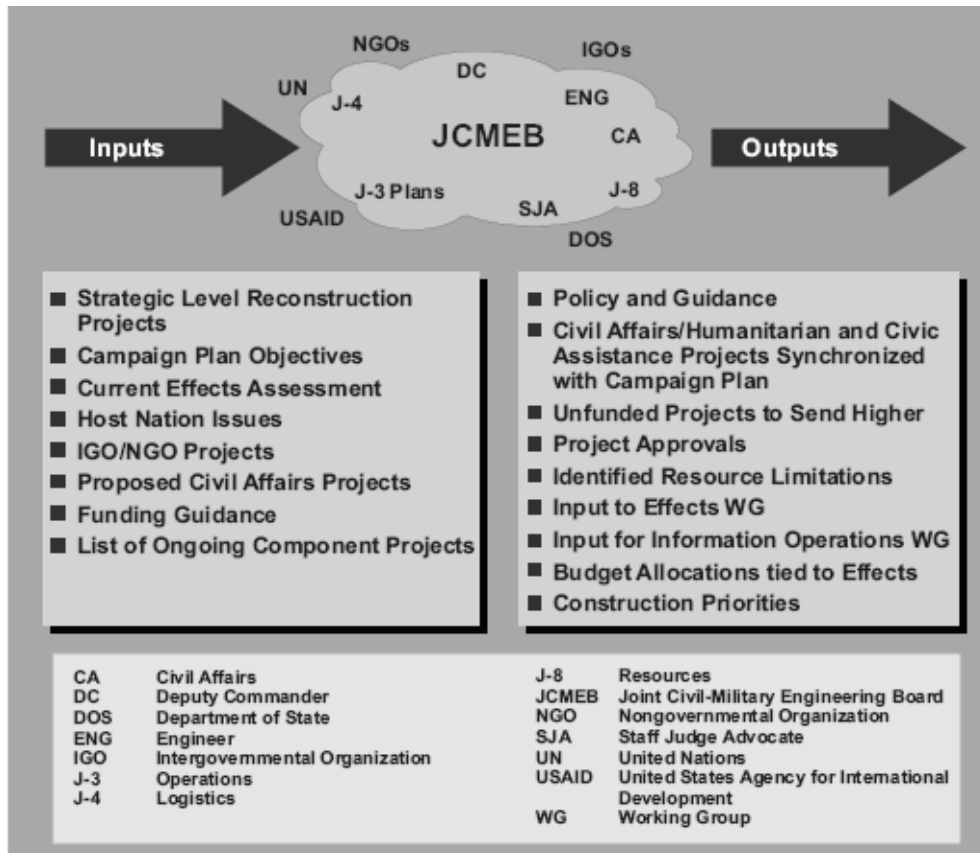 NGOs
IGOs
DC
UN
J-4
ENG
Inputs
JCMEB
CA
Outputs
J-3 Plans
J-8
USAID
SJA
DOS
■ Strategic Level Reconstruction
Projects
■ Campaign Plan Objectives
■ Current Effects Assessment
■ Host Nation Issues
■ IGO/NGO Projects
■ Proposed Civil Affairs Projects
■ Funding Guidance
■ List of Ongoing Component Projects
■ Policy and Guidance
■ Civil Affairs/Humanitarian and Civic
Assistance Projects Synchronized
with Campaign Plan
■ Unfunded Projects to Send Higher
■ Project Approvals
■ Identified Resource Limitations
■ Input to Effects WG
■ Input for Information Operations WG
■ Budget Allocations tied to Effects
■ Construction Priorities
CA Civil Affairs
DC Deputy Commander
DOS Department of State
ENG Engineer
IGO Intergovernmental Organization
J-3 Operations
J-4 Logistics
J-8 Resources
JCMEB Joint Civil-Military Engineering Board
NGO Nongovernmental Organization
SJA Staff Judge Advocate
UN United Nations
USAID United States Agency for International
Development
WG Working Group